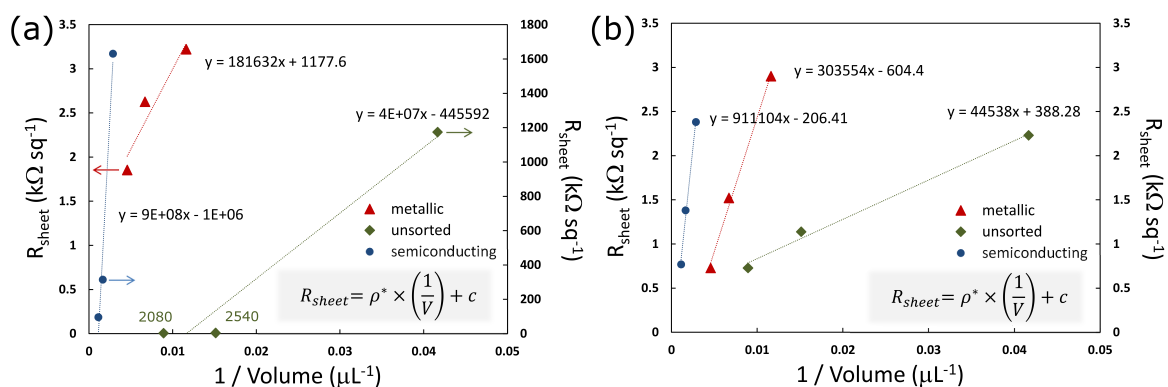 (a)
3.5
3
2.5
2
1.5
1
0.5
0
R_sheet (kΩ sq⁻¹)
1800
1600
1400
1200
1000
800
600
400
200
0
R_sheet (kΩ sq⁻¹)
y = 181632x + 1177.6
y = 4E+07x - 445592
y = 9E+08x - 1E+06
metallic
unsorted
semiconducting
R_sheet = ρ* × (1/V) + c
2080
2540
0
0.01
0.02
0.03
0.04
0.05
1 / Volume (μL⁻¹)
(b)
3.5
3
2.5
2
1.5
1
0.5
0
R_sheet (kΩ sq⁻¹)
3.5
3
2.5
2
1.5
1
0.5
0
R_sheet (kΩ sq⁻¹)
y = 303554x - 604.4
y = 911104x - 206.41
y = 44538x + 388.28
metallic
unsorted
semiconducting
R_sheet = ρ* × (1/V) + c
0
0.01
0.02
0.03
0.04
0.05
1 / Volume (μL⁻¹)